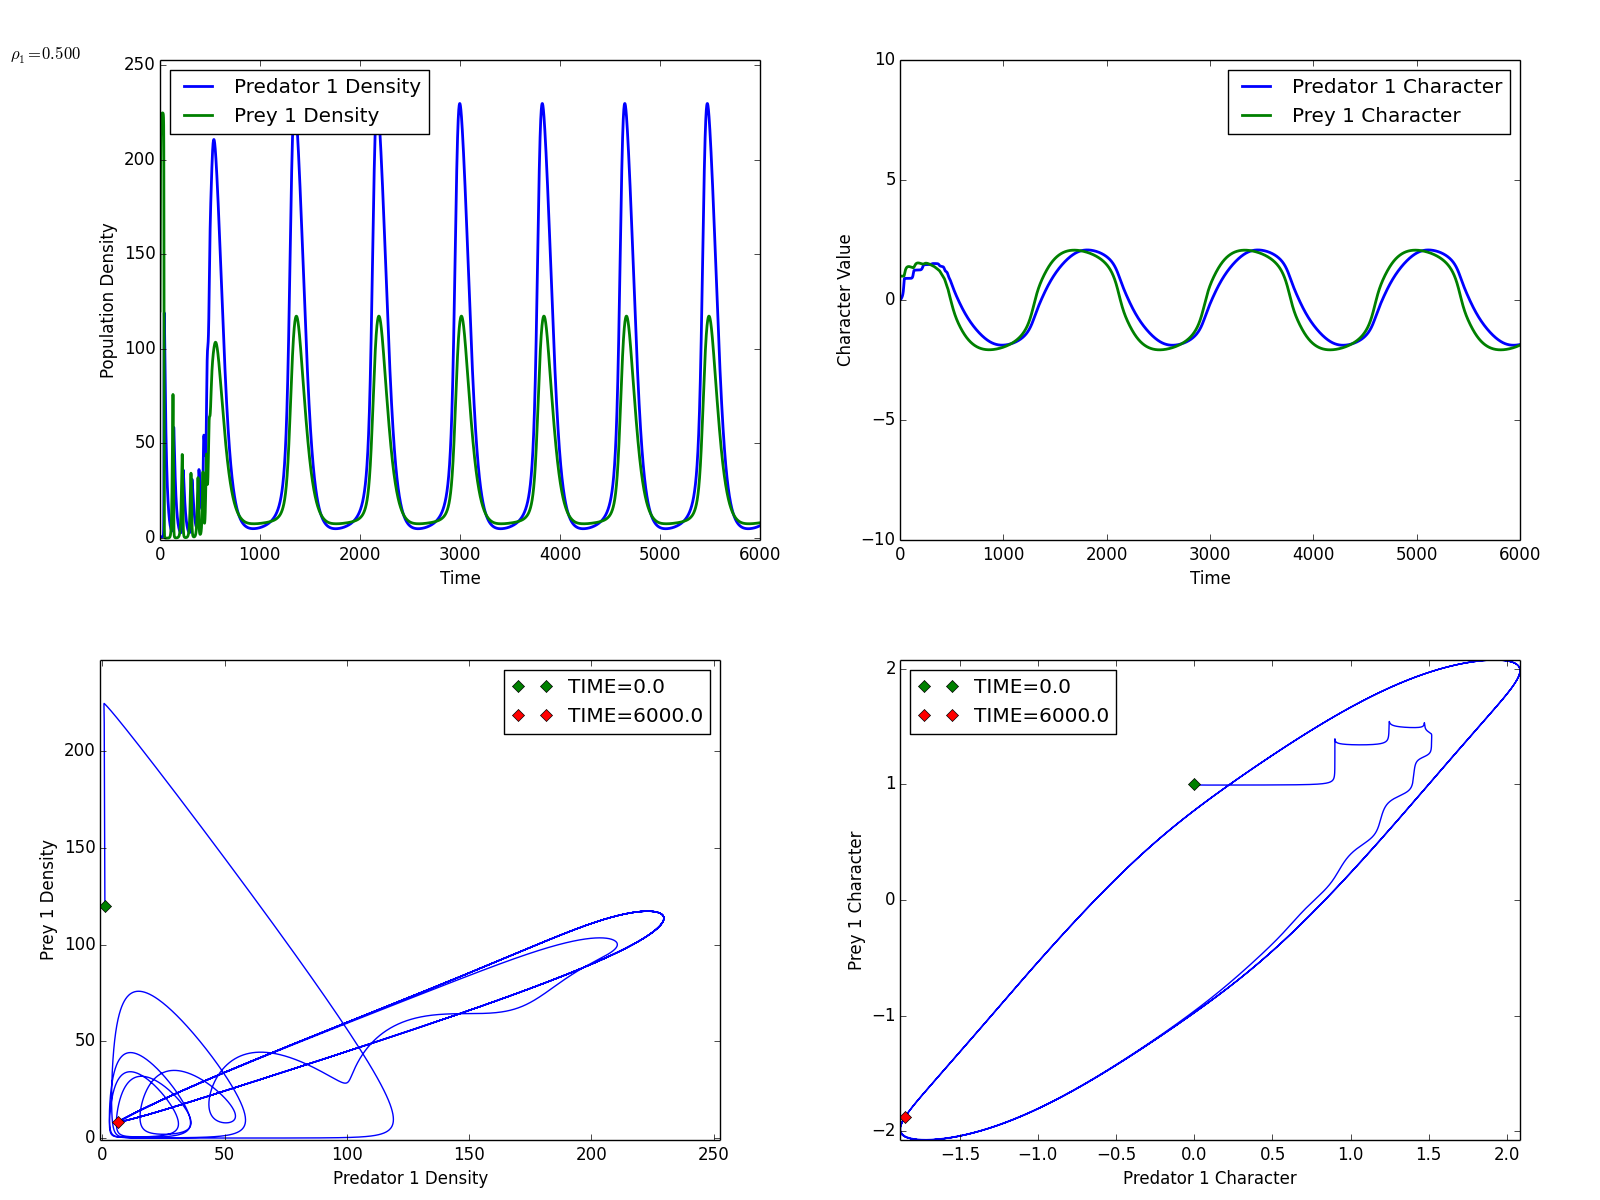 ρ₁=0.500
250
200
150
100
50
0
Population Density
Predator 1 Density
Prey 1 Density
0 1000 2000 3000 4000 5000 6000
Time
10
5
0
−5
−10
Character Value
Predator 1 Character
Prey 1 Character
0 1000 2000 3000 4000 5000 6000
Time
200
150
100
50
0
Prey 1 Density
TIME=0.0
TIME=6000.0
0 50 100 150 200 250
Predator 1 Density
2
1
0
−1
−2
Prey 1 Character
TIME=0.0
TIME=6000.0
−1.5 −1.0 −0.5 0.0 0.5 1.0 1.5 2.0
Predator 1 Character